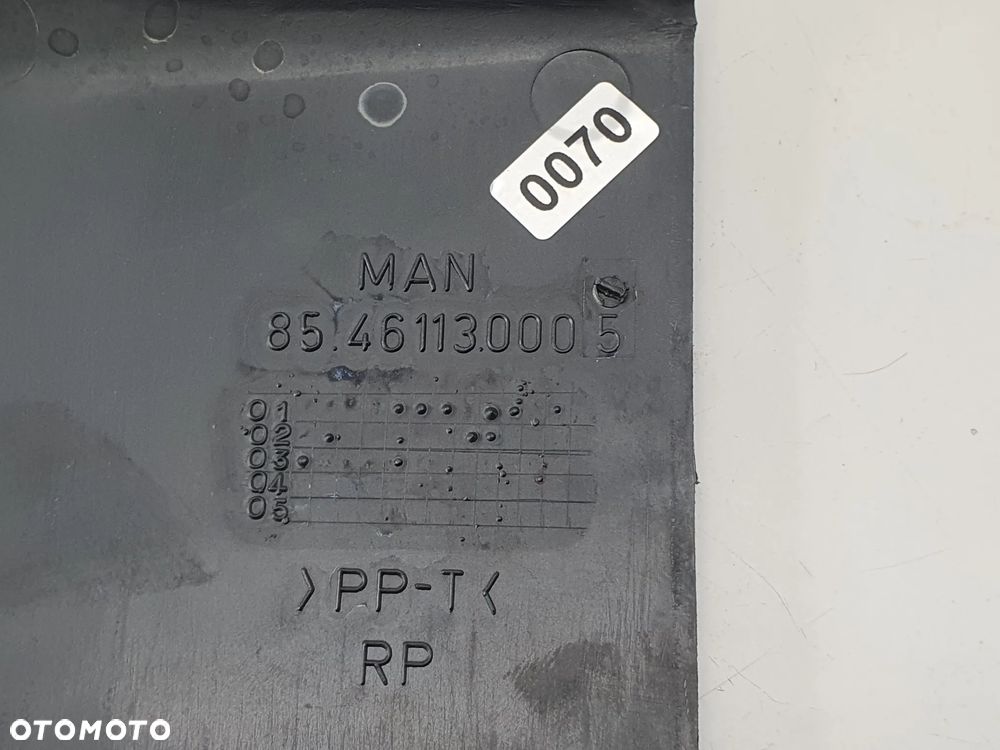 0070
MAN
85.46113.0005
01
02
03
04
05
>PP-T<
RP
OTOMOTO